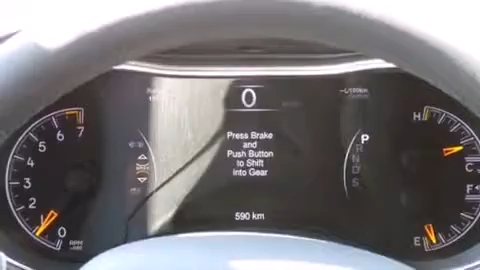 0
Press Brake
and
Push Button
to Shift
into Gear
590 km
P
R
N
D
S
7
6
5
4
3
2
1
0
RPM
H
C
F
E